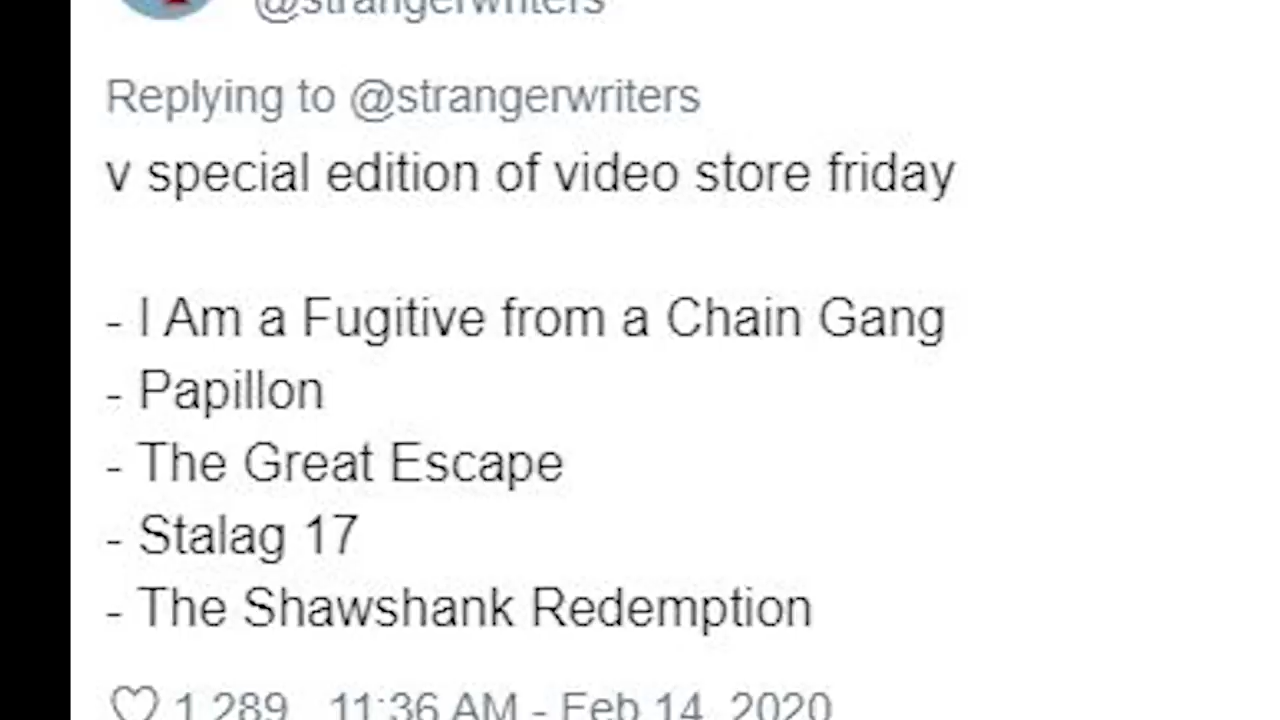 @strangerwriters
Replying to @strangerwriters
v special edition of video store friday
- I Am a Fugitive from a Chain Gang
- Papillon
- The Great Escape
- Stalag 17
- The Shawshank Redemption
1,289 11:36 AM - Feb 14, 2020